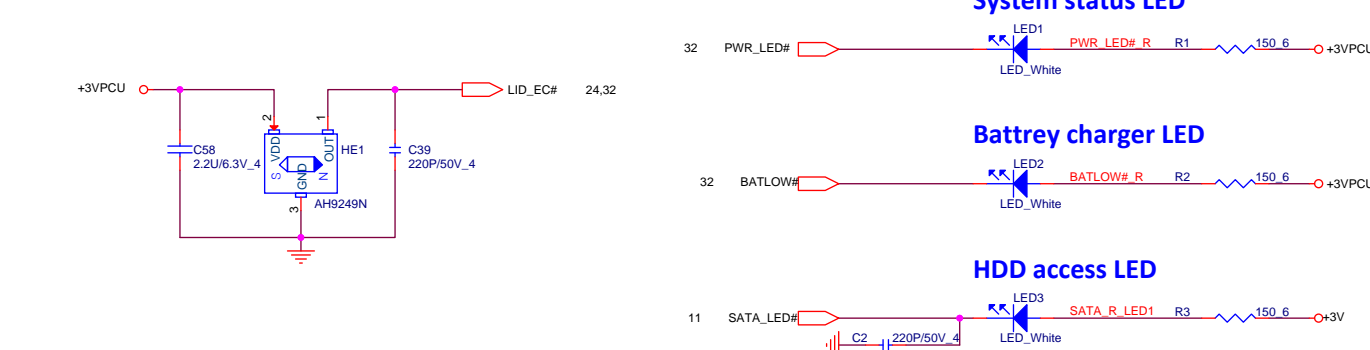 System status LED
32 PWR_LED# LED1 LED_White PWR_LED#_R R1 150_6 +3VPCU
+3VPCU LID_EC# 24,32
2 1
C58 2.2U/6.3V_4
VDD OUT GND S N
HE1
AH9249N
3
C39 220P/50V_4
Battrey charger LED
32 BATLOW# LED2 LED_White BATLOW#_R R2 150_6 +3VPCU
HDD access LED
11 SATA_LED# LED3 LED_White SATA_R_LED1 R3 150_6 +3V
C2 220P/50V_4